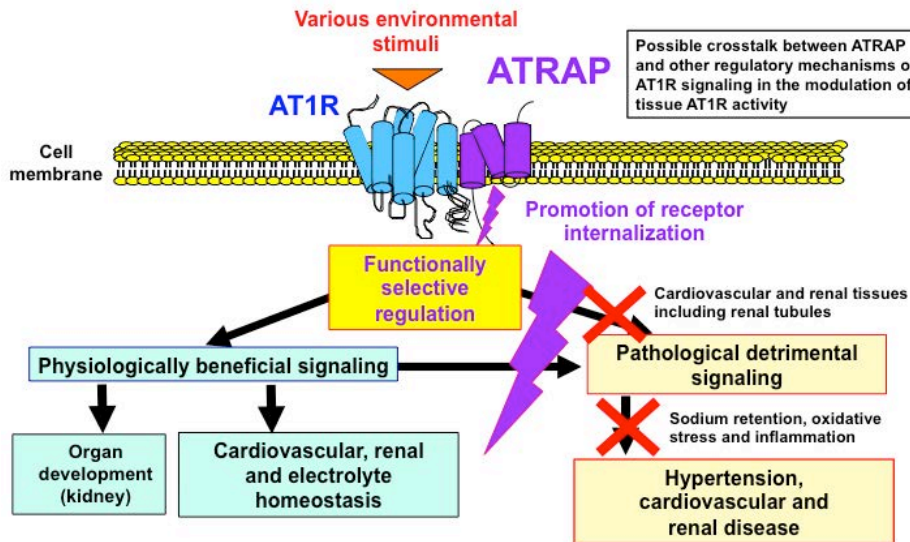 Various environmental
stimuli
ATRAP
AT1R
Possible crosstalk between ATRAP
and other regulatory mechanisms o
AT1R signaling in the modulation of
tissue AT1R activity
Cell
membrane
Promotion of receptor
internalization
Functionally
selective
regulation
Cardiovascular and renal tissues
including renal tubules
Physiologically beneficial signaling
Pathological detrimental
signaling
Sodium retention, oxidative
stress and inflammation
Organ
development
(kidney)
Cardiovascular, renal
and electrolyte
homeostasis
Hypertension,
cardiovascular and
renal disease